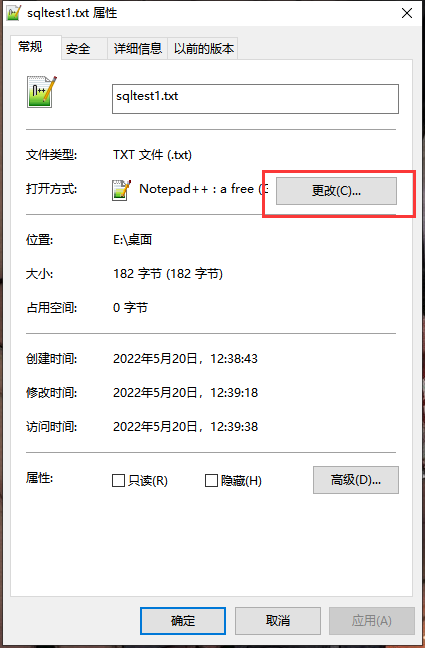 sqltest1.txt 属性
常规 安全 详细信息 以前的版本
sqltest1.txt
文件类型: TXT 文件 (.txt)
打开方式: Notepad++ : a free (G 更改(C)...
位置: E:\桌面
大小: 182 字节 (182 字节)
占用空间: 0 字节
创建时间: 2022年5月20日，12:38:43
修改时间: 2022年5月20日，12:39:18
访问时间: 2022年5月20日，12:39:38
属性: 只读(R) 隐藏(H) 高级(D)...
确定 取消 应用(A)